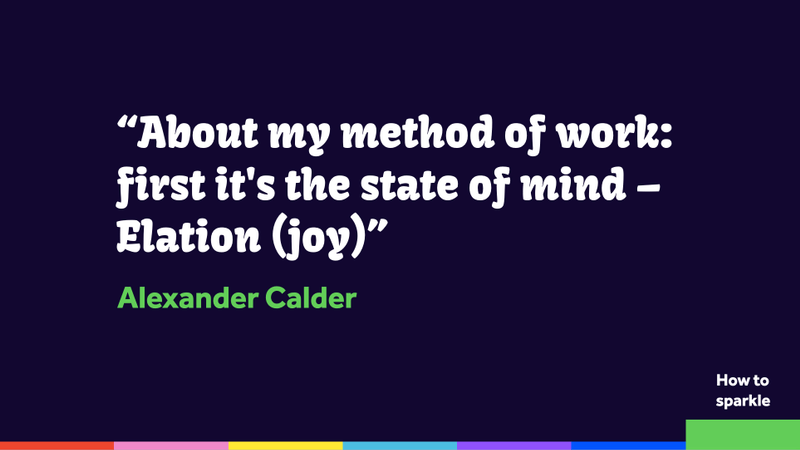 “About my method of work:
first it's the state of mind –
Elation (joy)”
Alexander Calder
How to
sparkle